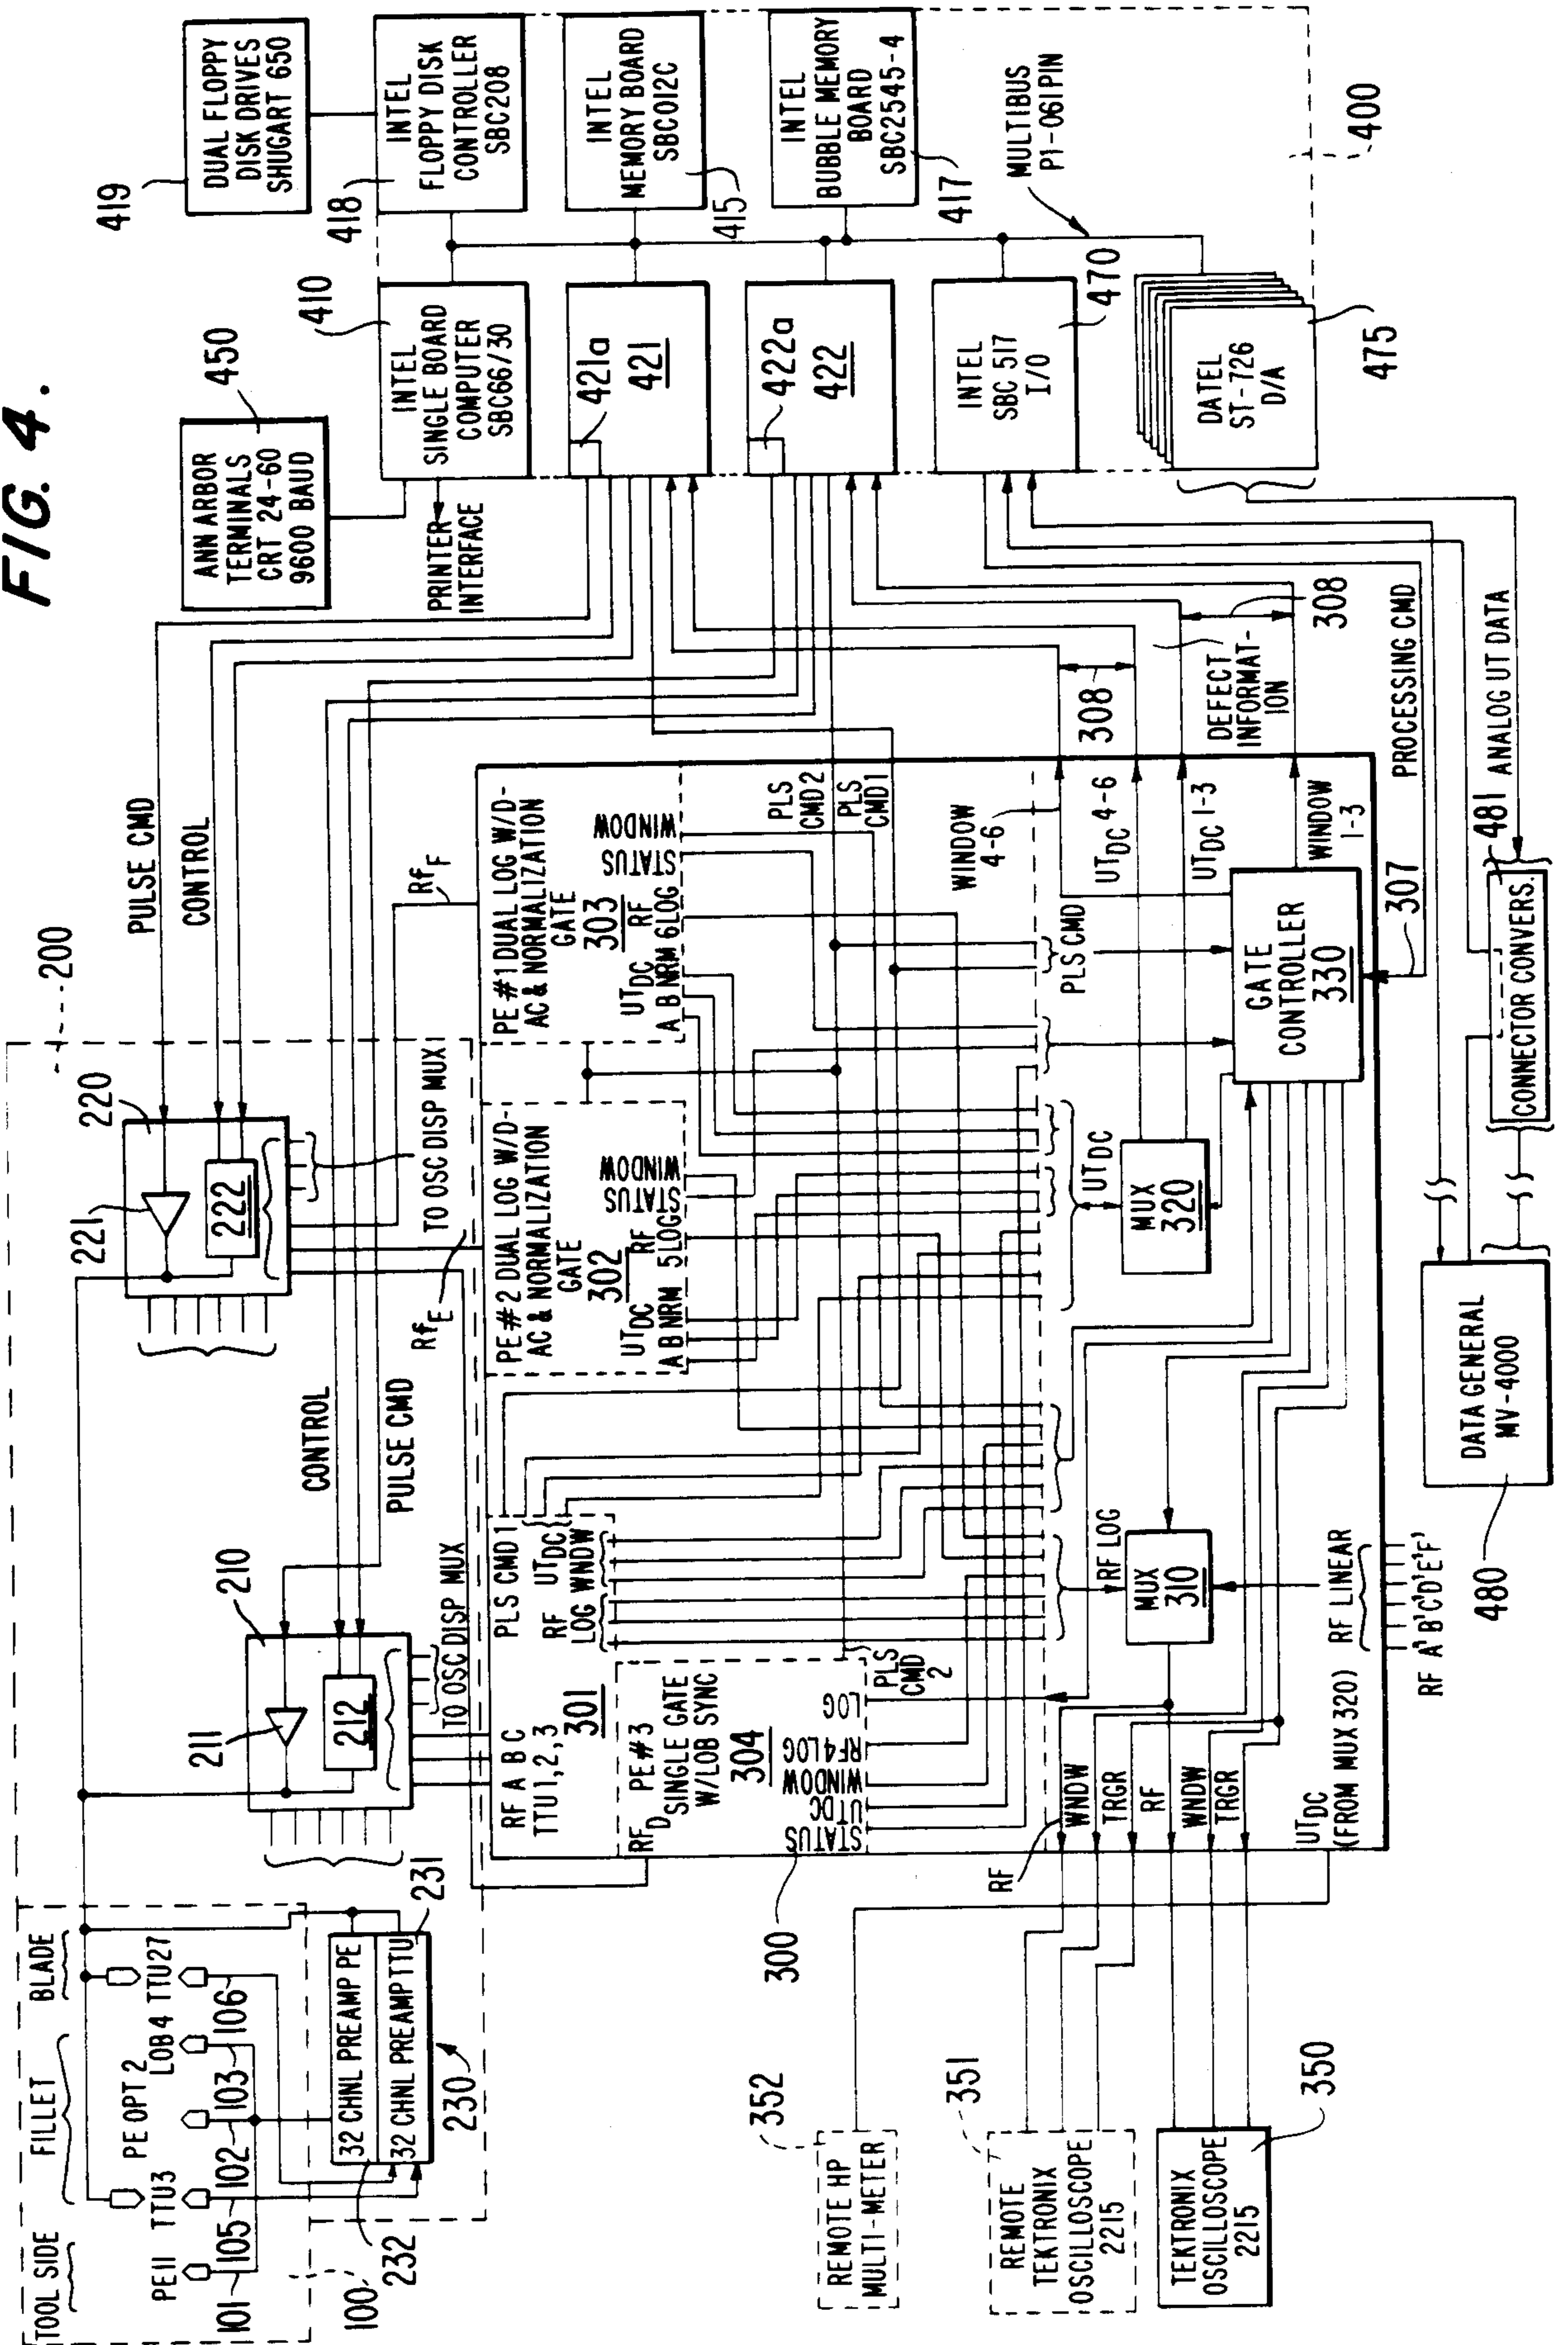 FIG. 4.
TOOL SIDE
FILLET
BLADE
PE11
TTU3
PE OPT 2
LOB 4
TTU27
101
105
102
103
106
100
232
230
231
32 CHNL PREAMP PE
32 CHNL PREAMP TTU
200
210
211
212
TO OSC DISP MUX
220
221
222
TO OSC DISP MUX
CONTROL
PULSE CMD
PULSE CMD
CONTROL
RfE
RfF
419
DUAL FLOPPY
DISK DRIVES
SHUGART 650
450
ANN ARBOR
TERMINALS
CRT 24-60
9600 BAUD
PRINTER
INTERFACE
410
INTEL
SINGLE BOARD
COMPUTER
SBC66/30
418
INTEL
FLOPPY DISK
CONTROLLER
SBC208
421a
421
INTEL
MEMORY BOARD
SBC012C
415
422a
422
INTEL
BUBBLE MEMORY
BOARD
SBC2545-4
417
INTEL
SBC 517
I/O
470
MULTIBUS
P1-061PIN
DATEL
ST-726
D/A
475
400
RF A B C
TTU 1,2,3
301
PLS CMD 1
UTDC
WNDW
RF
LOG
RFD
PE #3
SINGLE GATE
W/LOB SYNC
304
STATUS
UTDC
WINDOW
RF4LOG
LOG
PLS
CMD
2
PE#2 DUAL LOG W/D-
AC & NORMALIZATION
GATE
302
UTDC
RF
A B NRM 5LOG
STATUS
WINDOW
PE #1 DUAL LOG W/D-
AC & NORMALIZATION
GATE
303
UTDC
RF
A B NRM 6LOG
STATUS
WINDOW
PLS
CMD2
PLS
CMD1
WINDOW
4-6
UTDC 4-6
UTDC 1-3
WINDOW
1-3
308
DEFECT
INFORMAT-
ION
308
PLS CMD
GATE
CONTROLLER
330
307
PROCESSING CMD
UTDC
MUX
320
RF LOG
MUX
310
RF LINEAR
RF A' B' C' D' E' F'
300
RF
WNDW
TRGR
RF
WNDW
TRGR
UTDC
(FROM MUX 320)
352
REMOTE HP
MULTI-METER
351
REMOTE
TEKTRONIX
OSCILLOSCOPE
2215
350
TEKTRONIX
OSCILLOSCOPE
2215
480
DATA GENERAL
MV-4000
481
CONNECTOR CONVERS.
ANALOG UT DATA